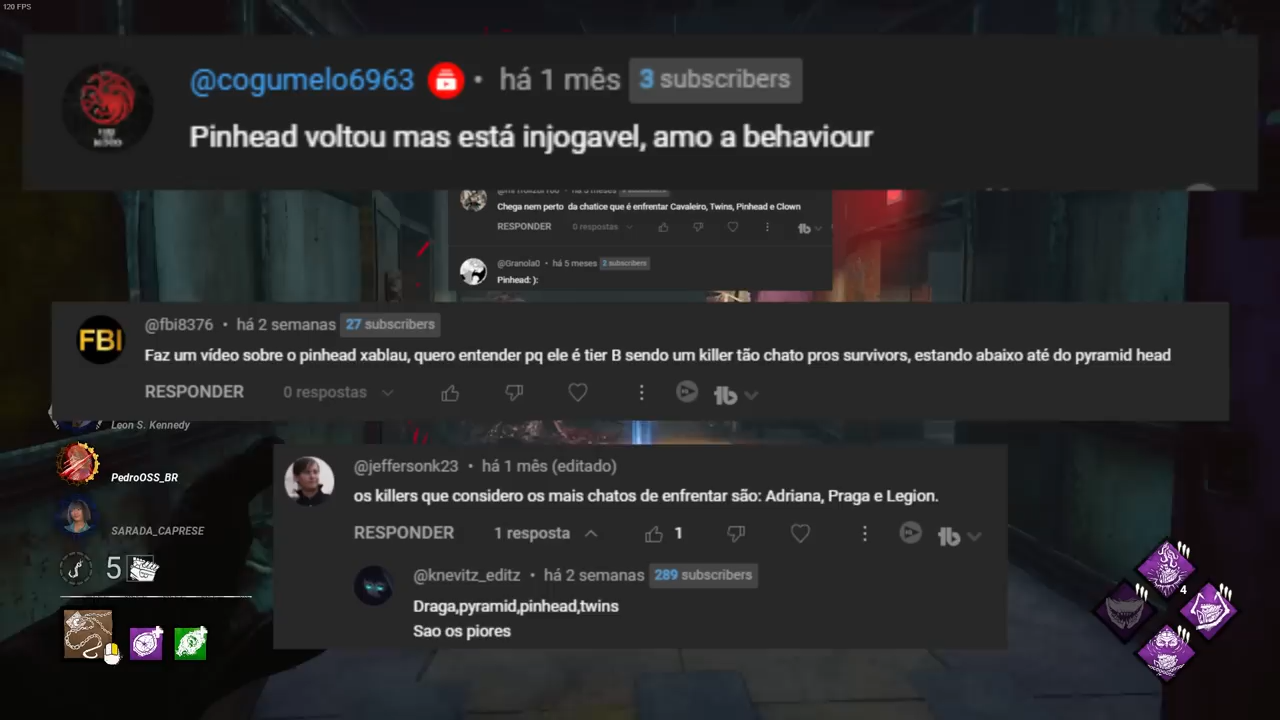 120 FPS
@cogumelo6963 • há 1 mês 3 subscribers
Pinhead voltou mas está injogavel, amo a behaviour
Chega nem perto da chatice que é enfrentar Cavaleiro, Twins, Pinhead e Clown
RESPONDER 0 respostas
@Granola0 • há 5 meses 2 subscribers
Pinhead: ):
@fbi8376 • há 2 semanas 27 subscribers
FBI
Faz um vídeo sobre o pinhead xablau, quero entender pq ele é tier B sendo um killer tão chato pros survivors, estando abaixo até do pyramid head
RESPONDER 0 respostas
Leon S. Kennedy
@jeffersonk23 • há 1 mês (editado)
PedroOSS_BR
os killers que considero os mais chatos de enfrentar são: Adriana, Praga e Legion.
SARADA_CAPRESE
RESPONDER 1 resposta 1
5
@knevitz_editz • há 2 semanas 289 subscribers
Draga,pyramid,pinhead,twins
Sao os piores
4